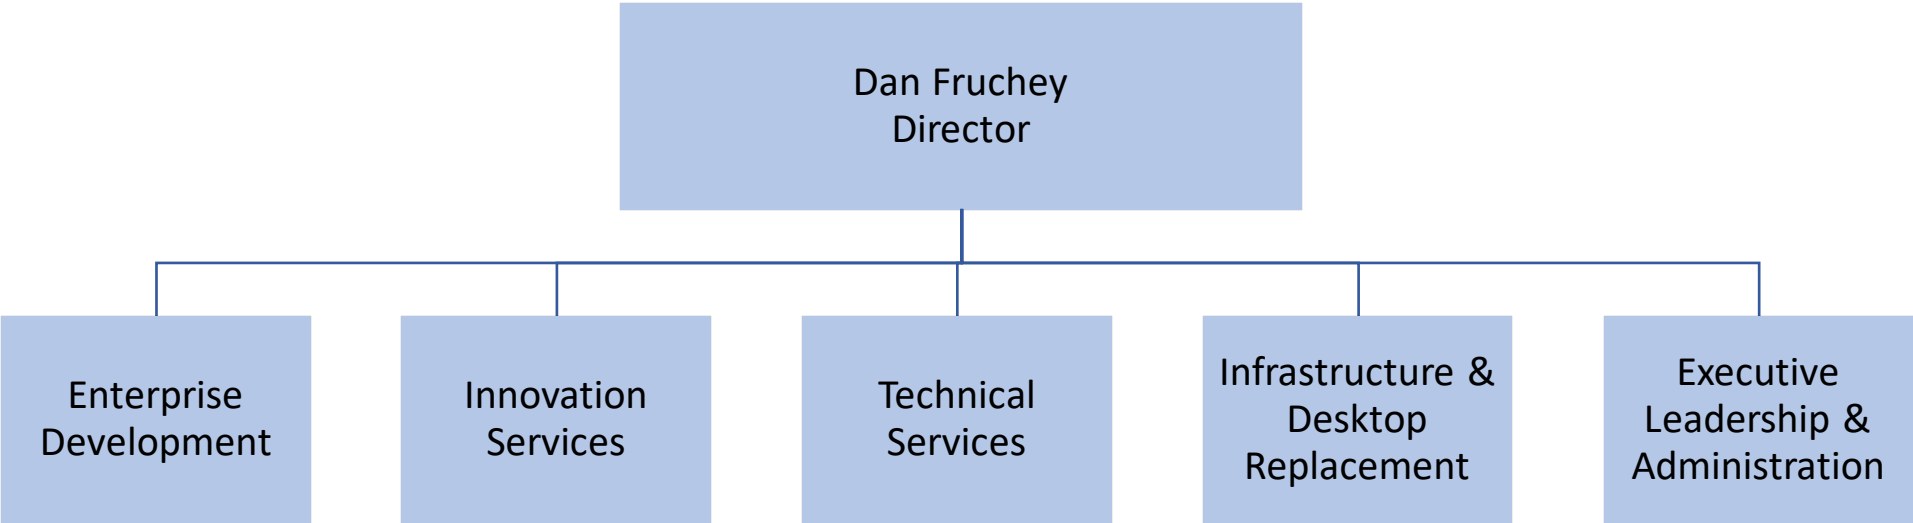 Dan Fruchey
Director
Enterprise
Development
Innovation
Services
Technical
Services
Infrastructure &
Desktop
Replacement
Executive
Leadership &
Administration